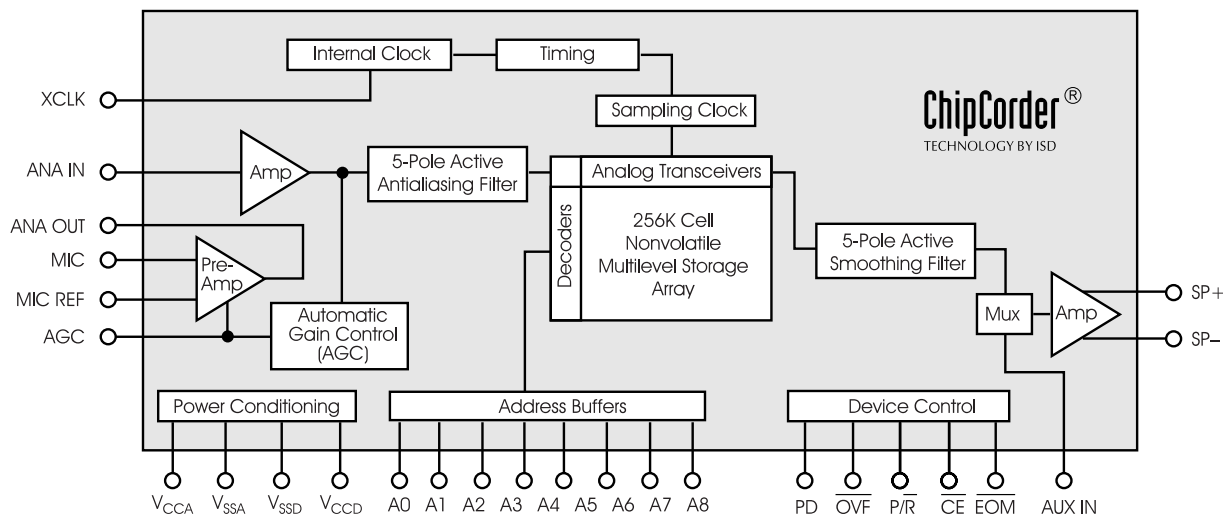 Internal Clock
Timing
XCLK
Sampling Clock
ChipCorder®
TECHNOLOGY BY ISD
ANA IN
Amp
5-Pole Active
Antialiasing Filter
Analog Transceivers
Decoders
256K Cell
Nonvolatile
Multilevel Storage
Array
ANA OUT
MIC
Pre-
Amp
MIC REF
AGC
Automatic
Gain Control
(AGC)
5-Pole Active
Smoothing Filter
Mux
Amp
SP+
SP–
Power Conditioning
Address Buffers
Device Control
VCCA VSSA VSSD VCCD A0 A1 A2 A3 A4 A5 A6 A7 A8 PD O̅V̅F̅ P/R̅ C̅E̅ E̅O̅M̅ AUX IN